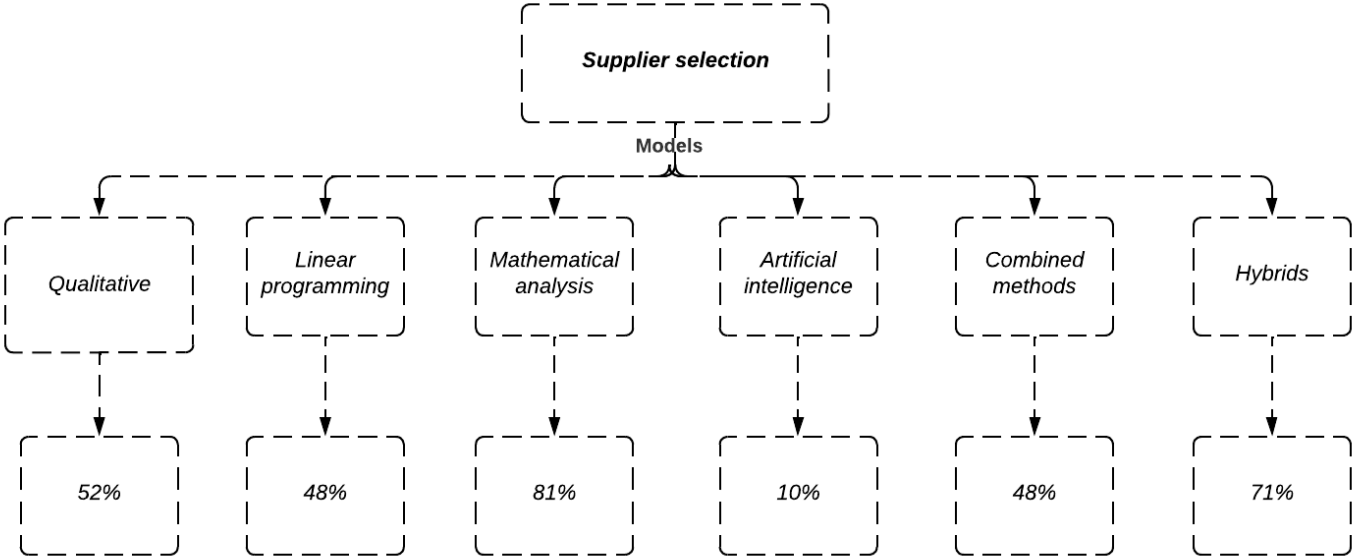 Supplier selection
Models
Qualitative
Linear
programming
Mathematical
analysis
Artificial
intelligence
Combined
methods
Hybrids
52%
48%
81%
10%
48%
71%